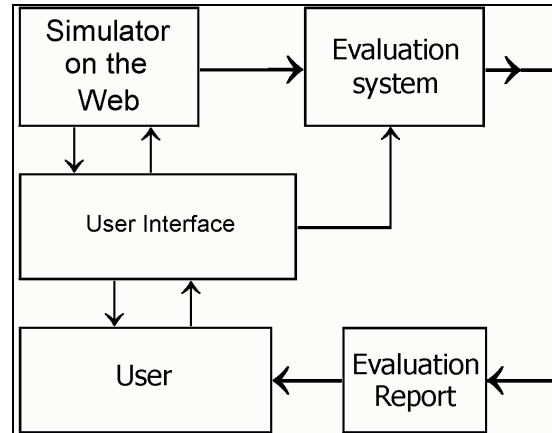 Simulator
on the
Web
Evaluation
system
User Interface
User
Evaluation
Report